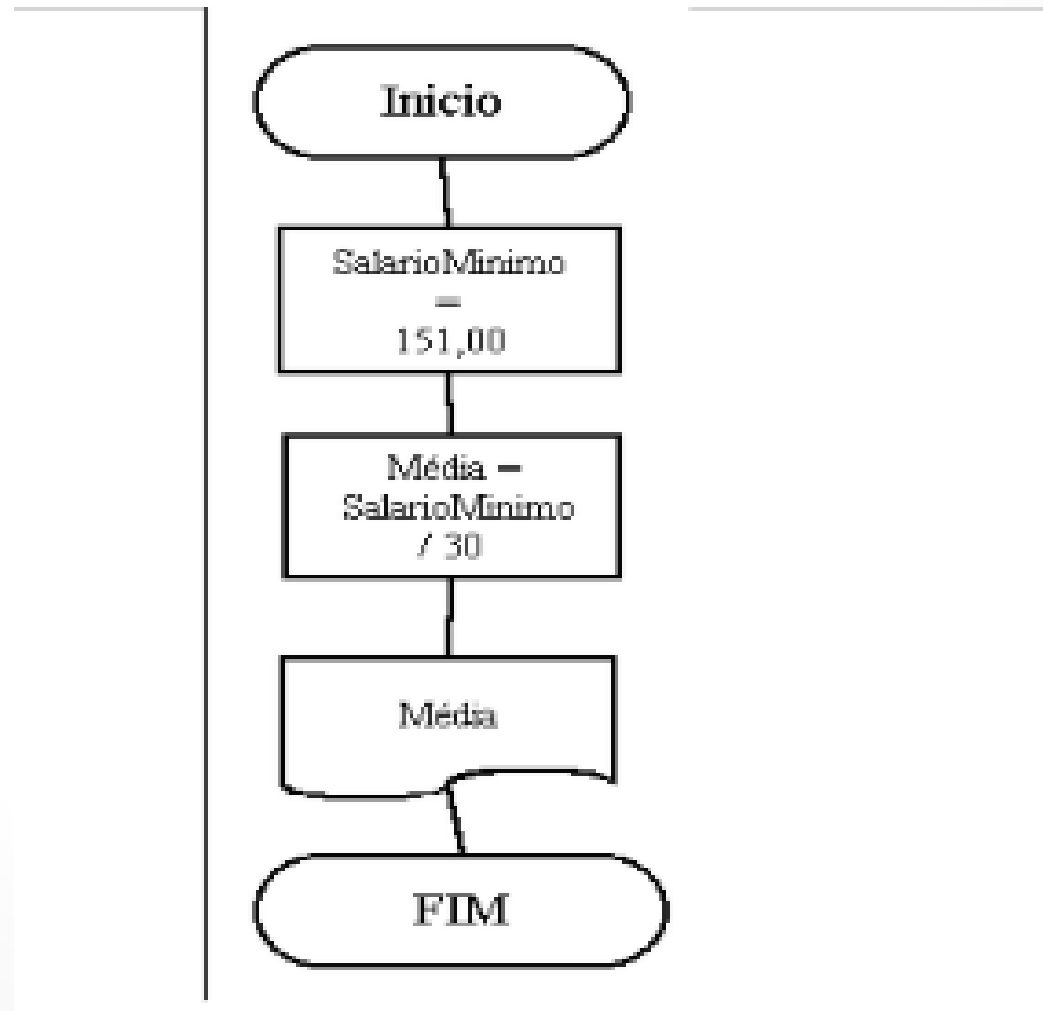 Inicio
SalarioMinimo
=
151,00
Média =
SalarioMinimo
/ 30
Média
FIM